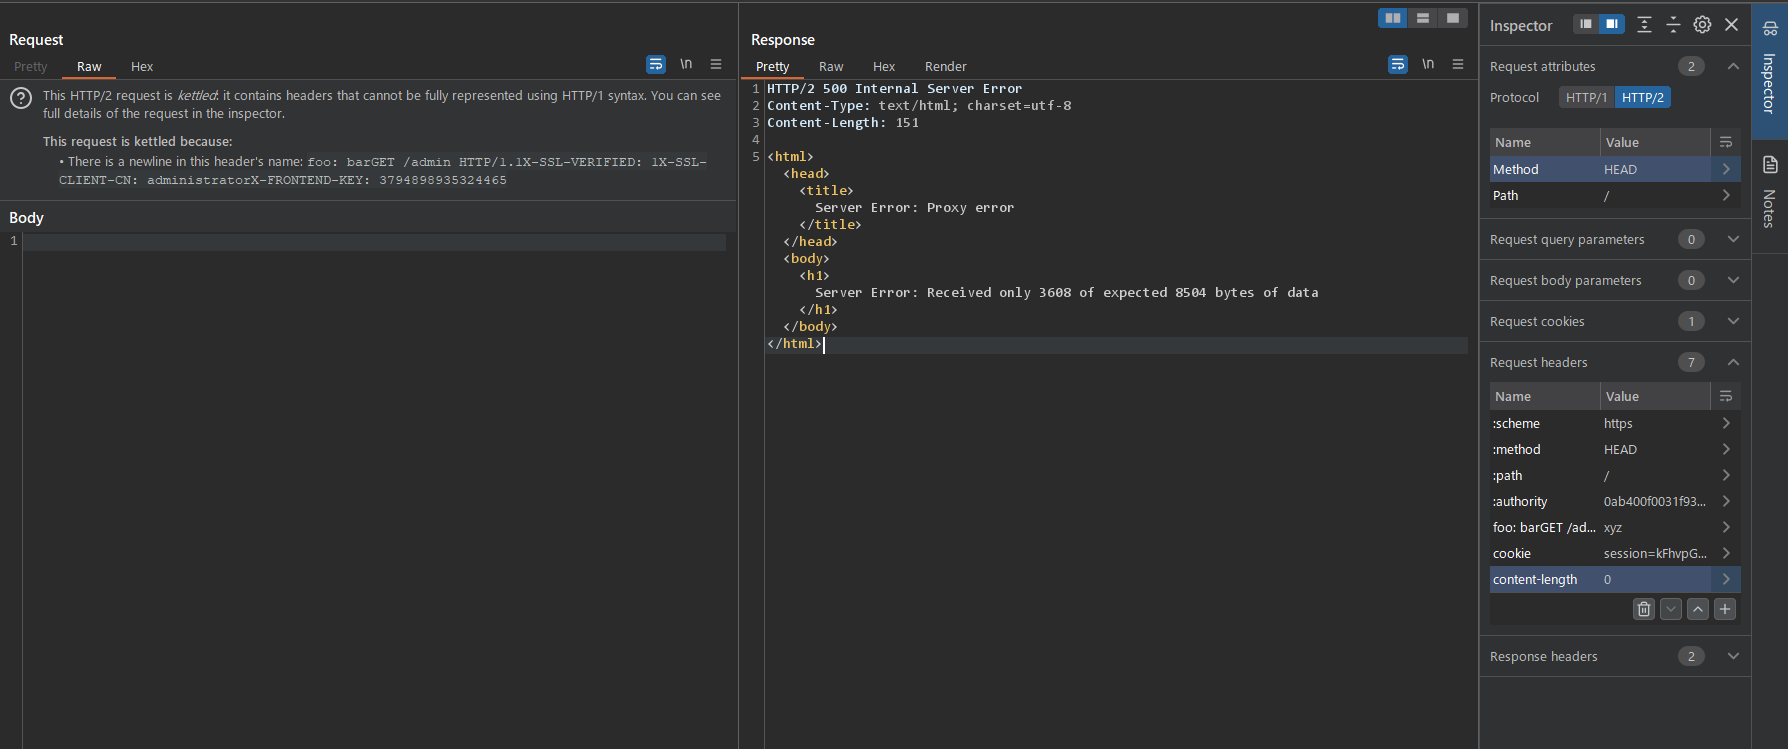 Request
Pretty
Raw
Hex
\n
This HTTP/2 request is kettled: it contains headers that cannot be fully represented using HTTP/1 syntax. You can see
full details of the request in the inspector.
This request is kettled because:
• There is a newline in this header's name: foo: barGET /admin HTTP/1.1X-SSL-VERIFIED: 1X-SSL-
CLIENT-CN: administratorX-FRONTEND-KEY: 3794898935324465
Body
1
Response
Pretty
Raw
Hex
Render
\n
1 HTTP/2 500 Internal Server Error
2 Content-Type: text/html; charset=utf-8
3 Content-Length: 151
4
5 <html>
<head>
<title>
Server Error: Proxy error
</title>
</head>
<body>
<h1>
Server Error: Received only 3608 of expected 8504 bytes of data
</h1>
</body>
</html>
Inspector
Request attributes 2
Protocol HTTP/1 HTTP/2
Name Value
Method HEAD
Path /
Request query parameters 0
Request body parameters 0
Request cookies 1
Request headers 7
Name Value
:scheme https
:method HEAD
:path /
:authority 0ab400f0031f93...
foo: barGET /ad... xyz
cookie session=kFhvpG...
content-length 0
Response headers 2
Inspector
Notes